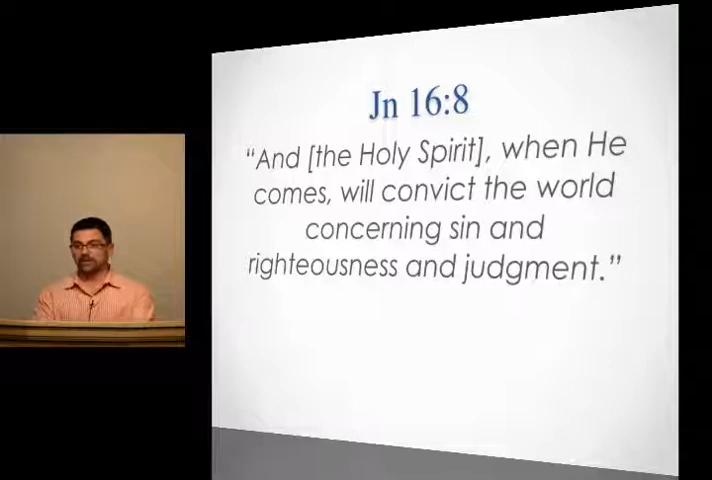 Jn 16:8
“And [the Holy Spirit], when He
comes, will convict the world
concerning sin and
righteousness and judgment.”